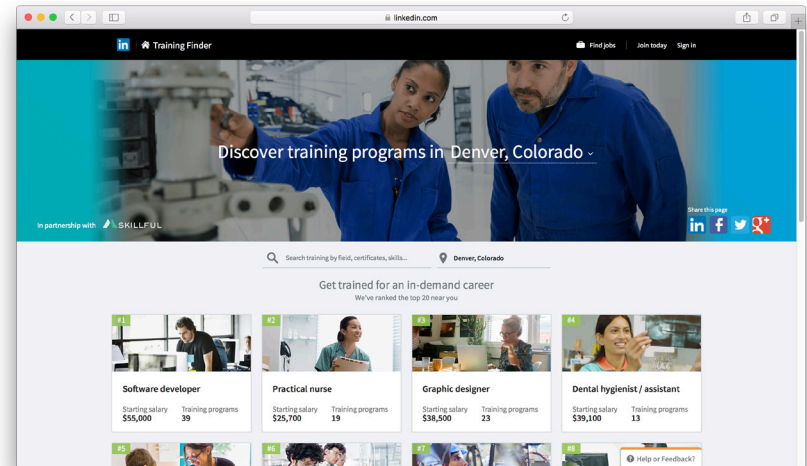 linkedin.com
in Training Finder
Find jobs Join today Sign in
Discover training programs in Denver, Colorado
Share this page
In partnership with SKILLFUL
in f g+
Search training by field, certificates, skills... Denver, Colorado
Get trained for an in-demand career
We've ranked the top 20 near you
#1 #2 #3 #4
Software developer Practical nurse Graphic designer Dental hygienist / assistant
Starting salary Training programs Starting salary Training programs Starting salary Training programs Starting salary Training programs
$55,000 39 $25,700 19 $38,500 23 $39,100 13
#5 #6 #7 #8
Help or Feedback?